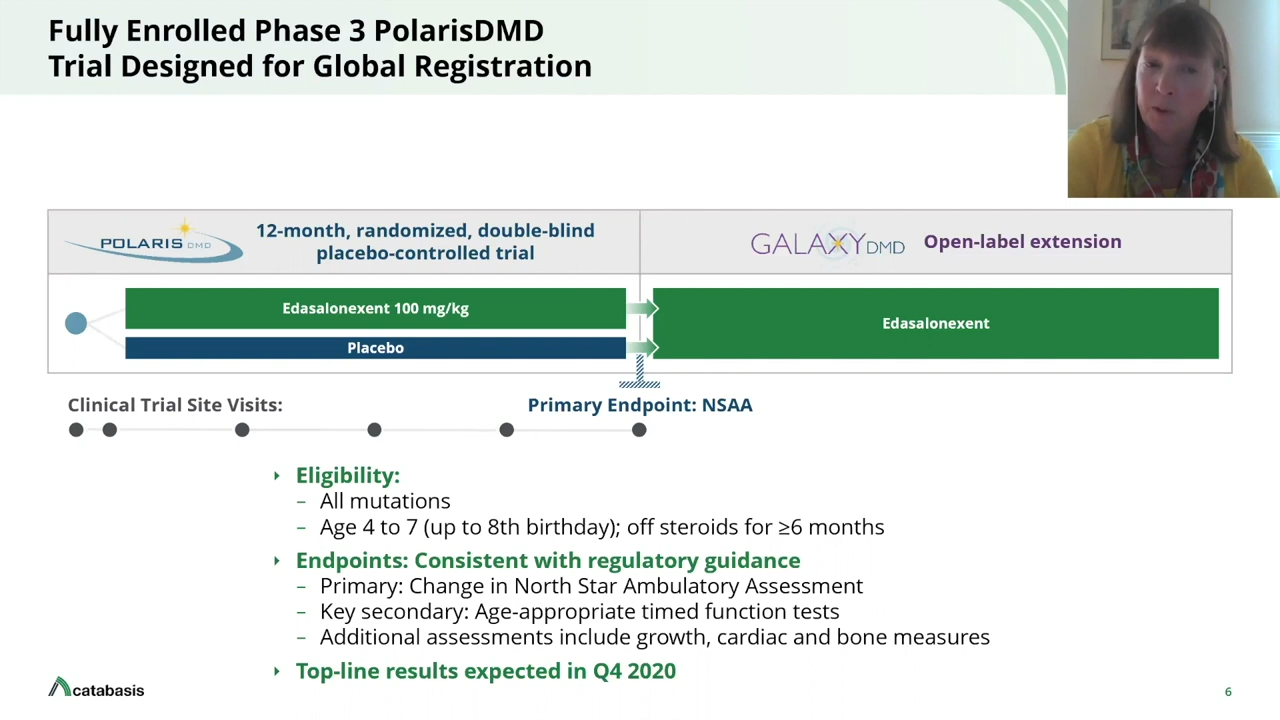 Fully Enrolled Phase 3 PolarisDMD
Trial Designed for Global Registration
POLARIS DMD
12-month, randomized, double-blind
placebo-controlled trial
GALAXYDMD
Open-label extension
Edasalonexent 100 mg/kg
Placebo
Edasalonexent
Clinical Trial Site Visits:
Primary Endpoint: NSAA
Eligibility:
– All mutations
– Age 4 to 7 (up to 8th birthday); off steroids for ≥6 months
Endpoints: Consistent with regulatory guidance
– Primary: Change in North Star Ambulatory Assessment
– Key secondary: Age-appropriate timed function tests
– Additional assessments include growth, cardiac and bone measures
Top-line results expected in Q4 2020
catabasis
6